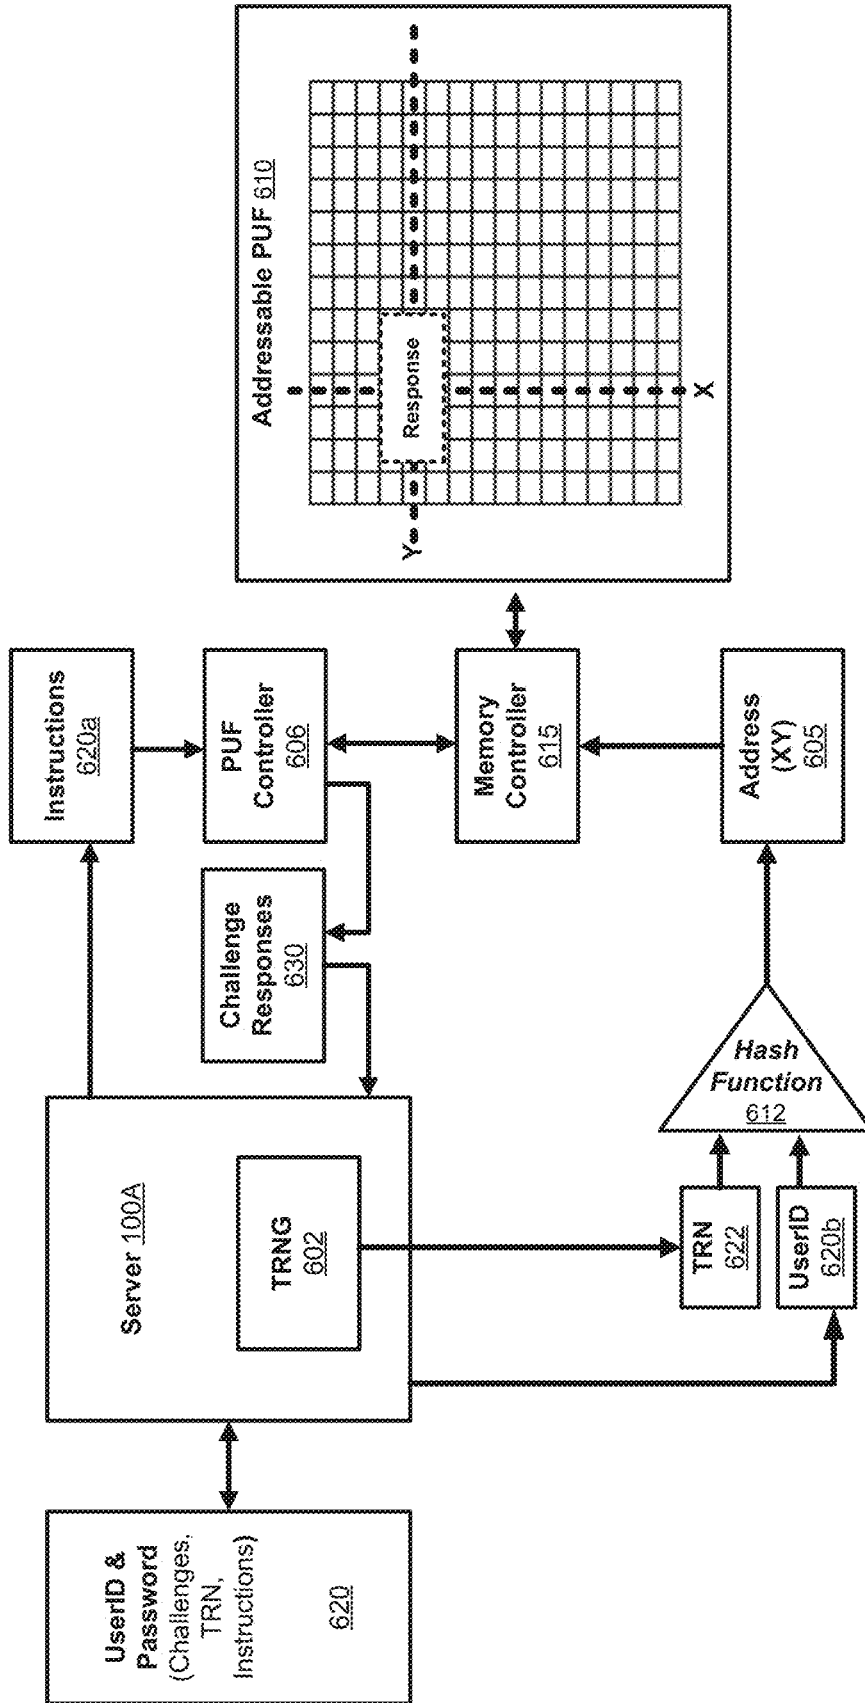 UserID &
Password
(Challenges,
TRN,
Instructions)
620
Server 100A
TRNG
602
Challenge
Responses
630
Instructions
620a
PUF
Controller
606
Memory
Controller
615
TRN
622
UserID
620b
Hash
Function
612
Address
(XY)
605
Addressable PUF 610
Y
Response
X